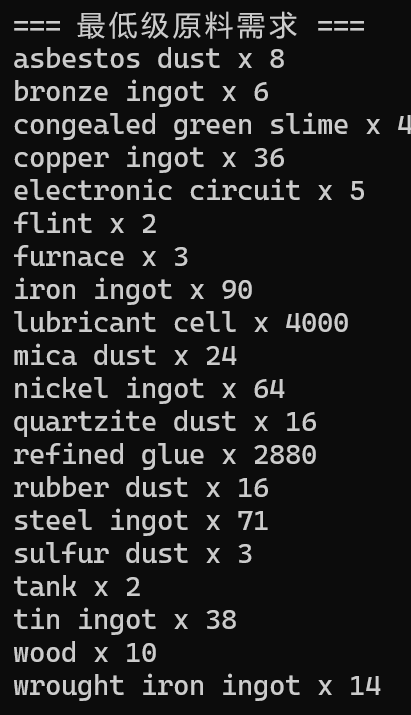 === 最低级原料需求 ===
asbestos dust x 8
bronze ingot x 6
congealed green slime x 4
copper ingot x 36
electronic circuit x 5
flint x 2
furnace x 3
iron ingot x 90
lubricant cell x 4000
mica dust x 24
nickel ingot x 64
quartzite dust x 16
refined glue x 2880
rubber dust x 16
steel ingot x 71
sulfur dust x 3
tank x 2
tin ingot x 38
wood x 10
wrought iron ingot x 14